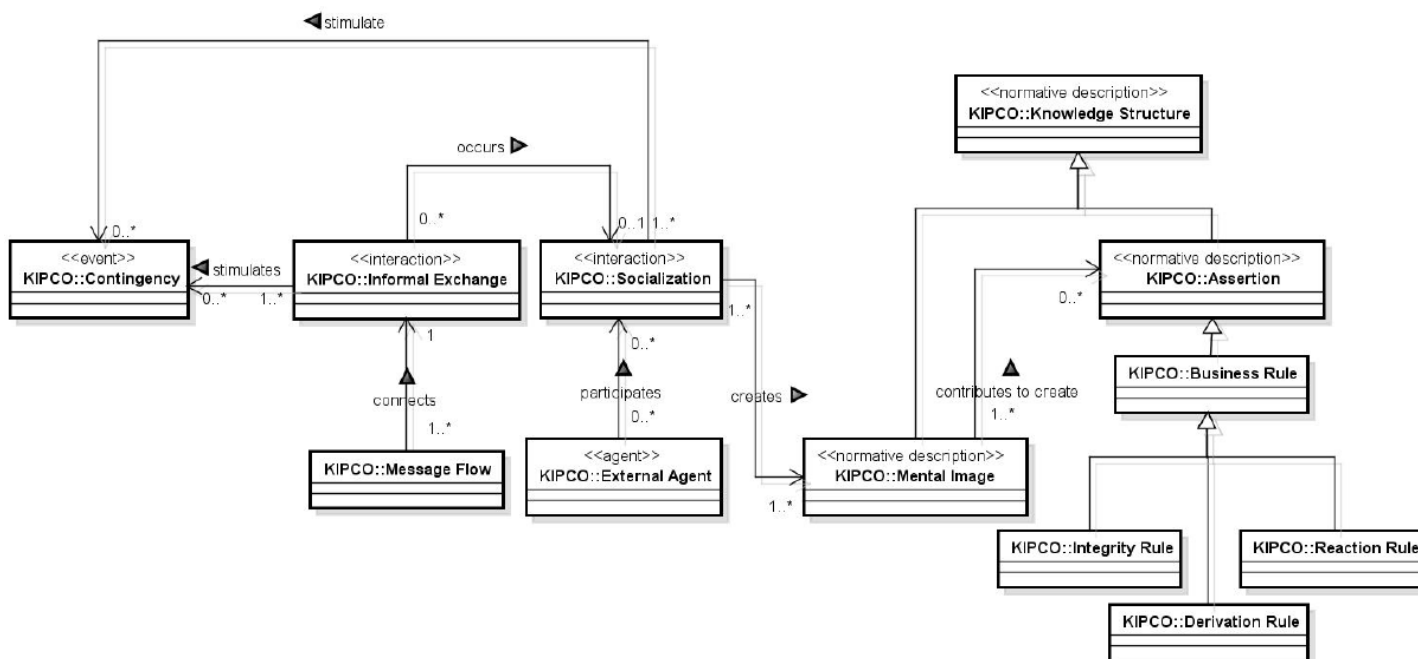 stimulate
<<normative description>>
KIPCO::Knowledge Structure
occurs
0..*
0..*
0..1
1..*
<<event>>
KIPCO::Contingency
stimulates
0..*
1..*
<<interaction>>
KIPCO::Informal Exchange
<<interaction>>
KIPCO::Socialization
<<normative description>>
KIPCO::Assertion
1
0..*
1..*
0..*
connects
participates
creates
contributes to create
1..*
0..*
1..*
KIPCO::Business Rule
KIPCO::Message Flow
<<agent>>
KIPCO::External Agent
<<normative description>>
KIPCO::Mental Image
1..*
KIPCO::Integrity Rule
KIPCO::Reaction Rule
KIPCO::Derivation Rule